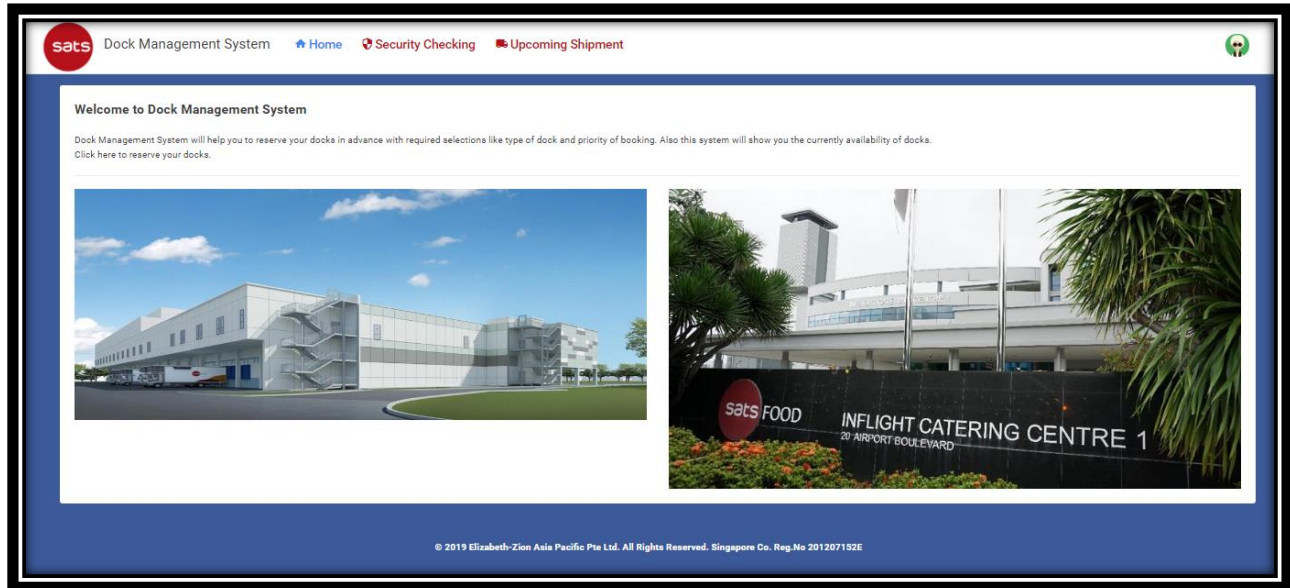 sats
Dock Management System
Home
Security Checking
Upcoming Shipment
Welcome to Dock Management System
Dock Management System will help you to reserve your docks in advance with required selections like type of dock and priority of booking. Also this system will show you the currently availability of docks.
Click here to reserve your docks.
INFLIGHT CATERING CENTRE 1
sats FOOD
INFLIGHT CATERING CENTRE 1
20 AIRPORT BOULEVARD
© 2019 Elizabeth-Zion Asia Pacific Pte Ltd. All Rights Reserved. Singapore Co. Reg.No 201207152E